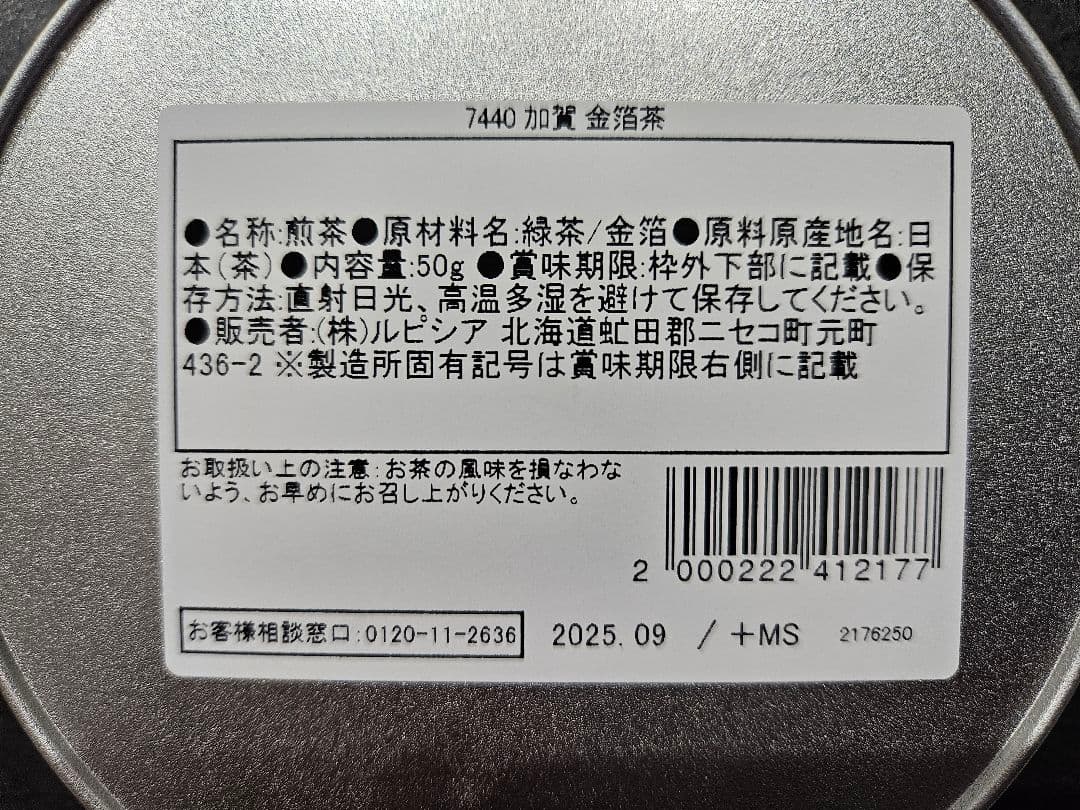 7440 加賀 金箔茶
●名称:煎茶●原材料名:緑茶/金箔●原料原産地名:日
本(茶)●内容量:50g ●賞味期限:枠外下部に記載●保
存方法:直射日光、高温多湿を避けて保存してください。
●販売者:(株)ルピシア 北海道虻田郡ニセコ町元町
436-2 ※製造所固有記号は賞味期限右側に記載
お取扱い上の注意:お茶の風味を損なわな
いよう、お早めにお召し上がりください。
2 000222 412177
お客様相談窓口:0120-11-2636
2025.09 / +MS 2176250